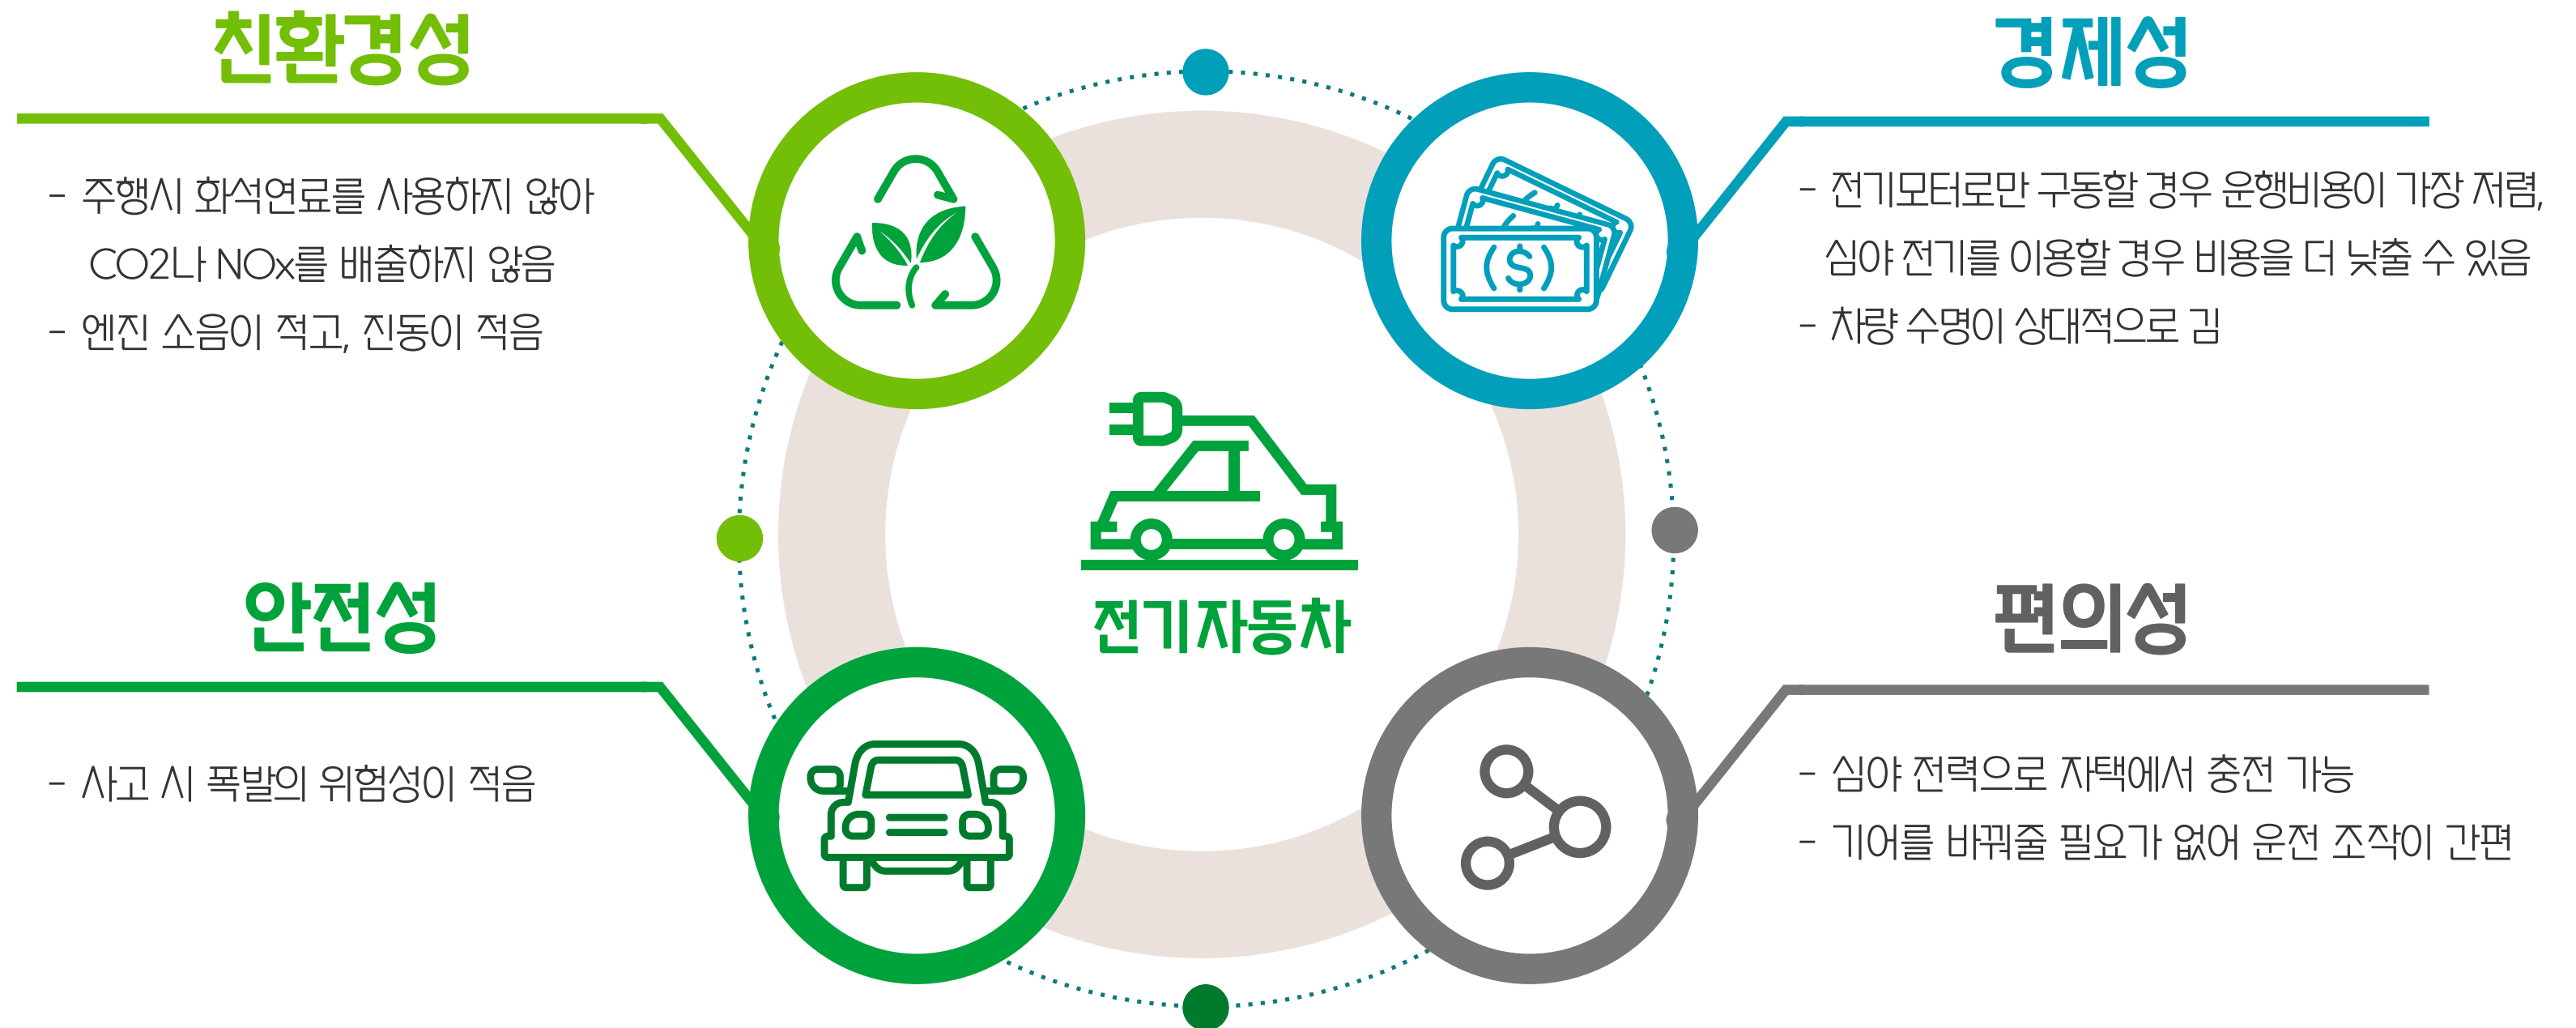 친환경성
- 주행시 화석연료를 사용하지 않아
CO2나 NOx를 배출하지 않음
- 엔진 소음이 적고, 진동이 적음
경제성
- 전기모터로만 구동할 경우 운행비용이 가장 저렴,
심야 전기를 이용할 경우 비용을 더 낮출 수 있음
- 차량 수명이 상대적으로 김
전기자동차
안전성
- 사고 시 폭발의 위험성이 적음
편의성
- 심야 전력으로 자택에서 충전 가능
- 기어를 바꿔줄 필요가 없어 운전 조작이 간편